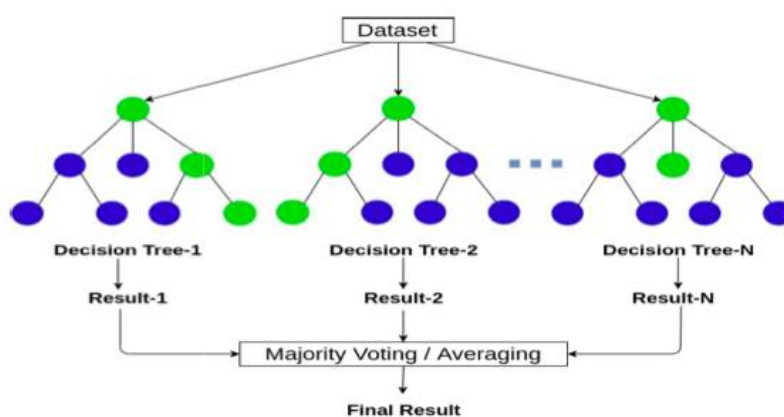 Dataset
Decision Tree-1
Decision Tree-2
Decision Tree-N
Result-1
Result-2
Result-N
Majority Voting / Averaging
Final Result